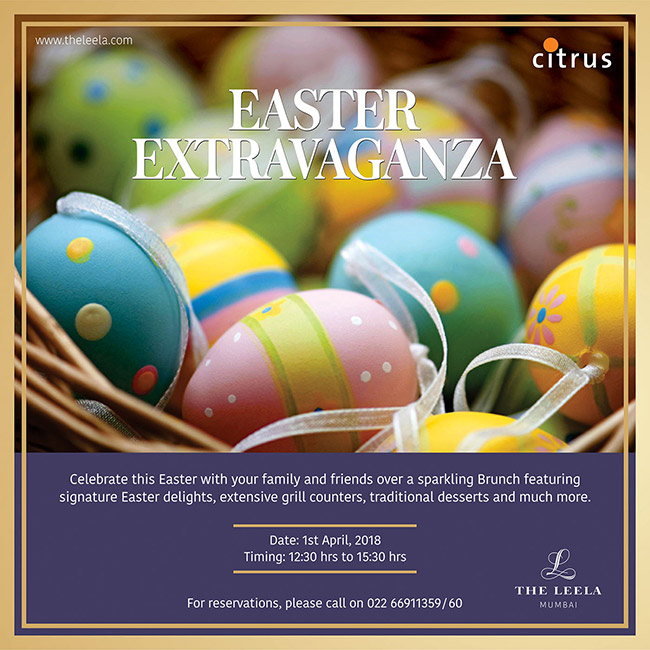 www.theleela.com
citrus
EASTER
EXTRAVAGANZA
Celebrate this Easter with your family and friends over a sparkling Brunch featuring
signature Easter delights, extensive grill counters, traditional desserts and much more.
Date: 1st April, 2018
Timing: 12:30 hrs to 15:30 hrs
For reservations, please call on 022 66911359/60
L
THE LEELA
MUMBAI